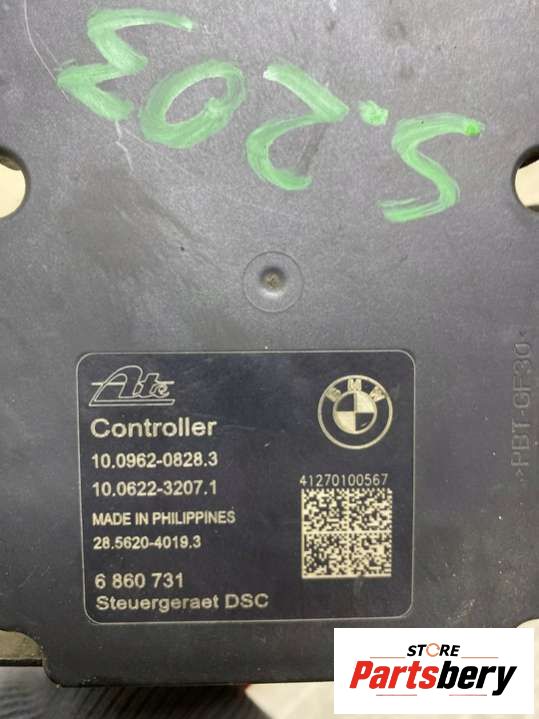 5.203
Ate
BMW
Controller
10.0962-0828.3
10.0622-3207.1
41270100567
MADE IN PHILIPPINES
28.5620-4019.3
6 860 731
Steuergeraet DSC
>PBT-GF30<
STORE
Partsbery